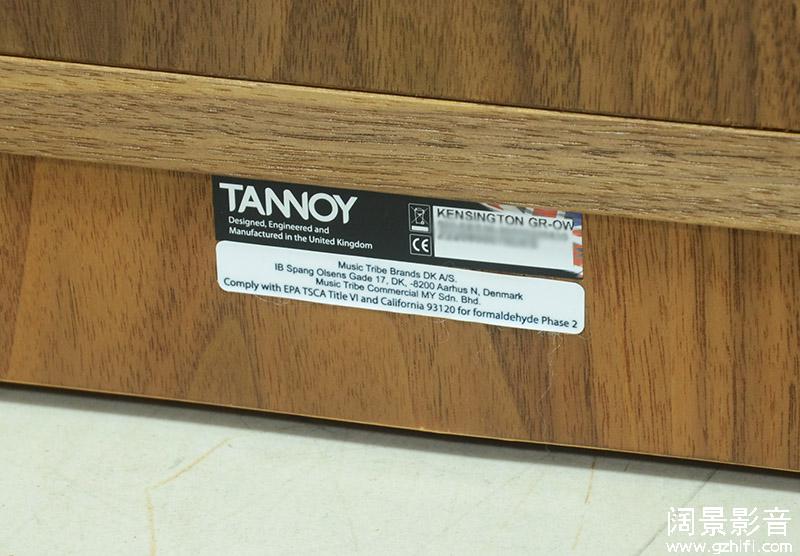 TANNOY
Designed, Engineered and
Manufactured in the United Kingdom
CE
KENSINGTON GR-OW
Music Tribe Brands DK A/S.
IB Spang Olsens Gade 17, DK, -8200 Aarhus N, Denmark
Music Tribe Commercial MY Sdn. Bhd.
Comply with EPA TSCA Title VI and California 93120 for formaldehyde Phase 2
阔景影音
www.gzhifi.com